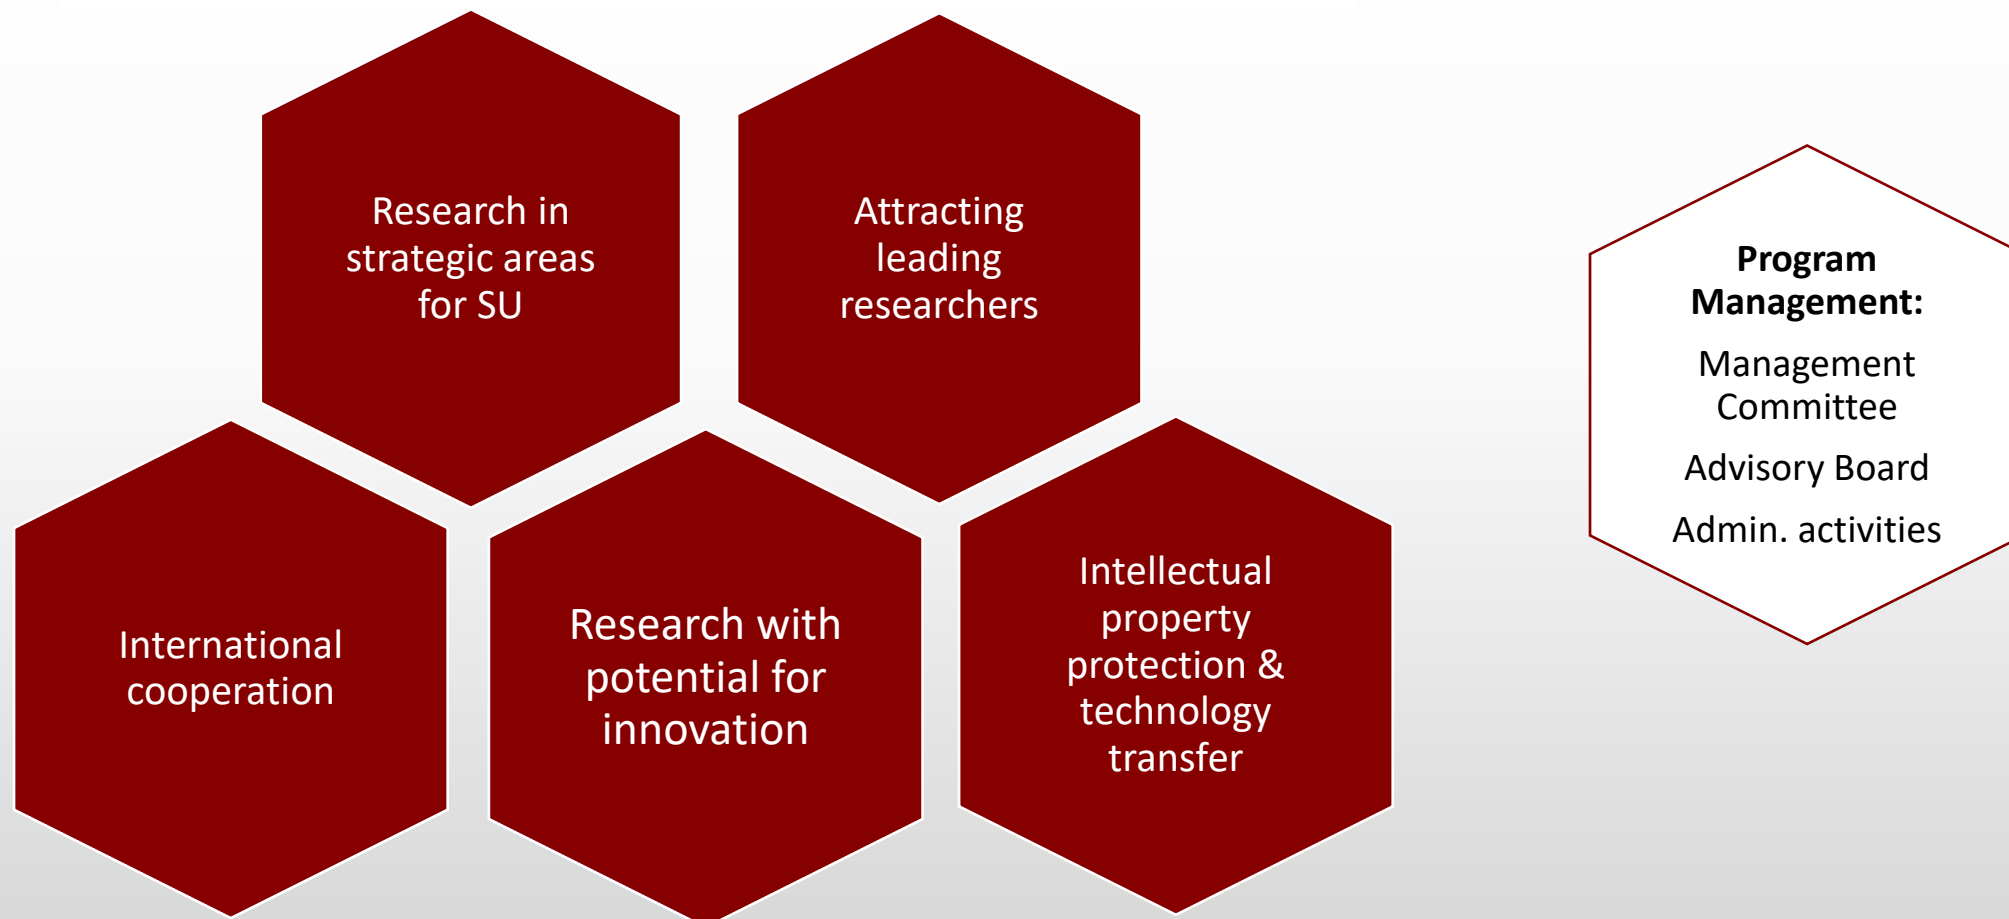 Research in
strategic areas
for SU
Attracting
leading
researchers
International
cooperation
Research with
potential for
innovation
Intellectual
property
protection &
technology
transfer
Program
Management:
Management
Committee
Advisory Board
Admin. activities